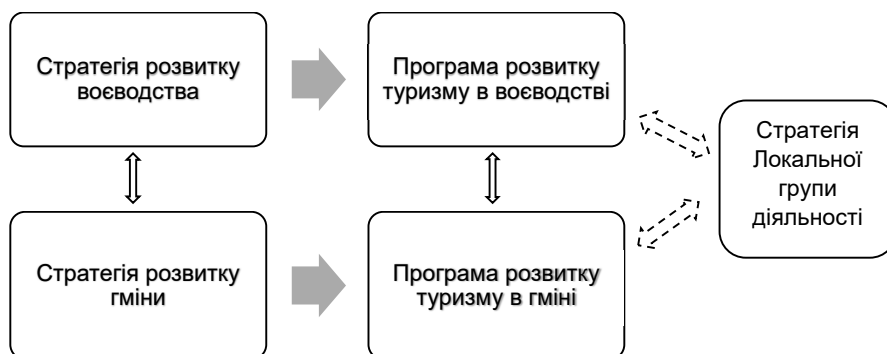 Стратегія розвитку
воєводства
Програма розвитку
туризму в воєводстві
Стратегія
Локальної
групи
діяльності
Стратегія розвитку
гміни
Програма розвитку
туризму в гміні